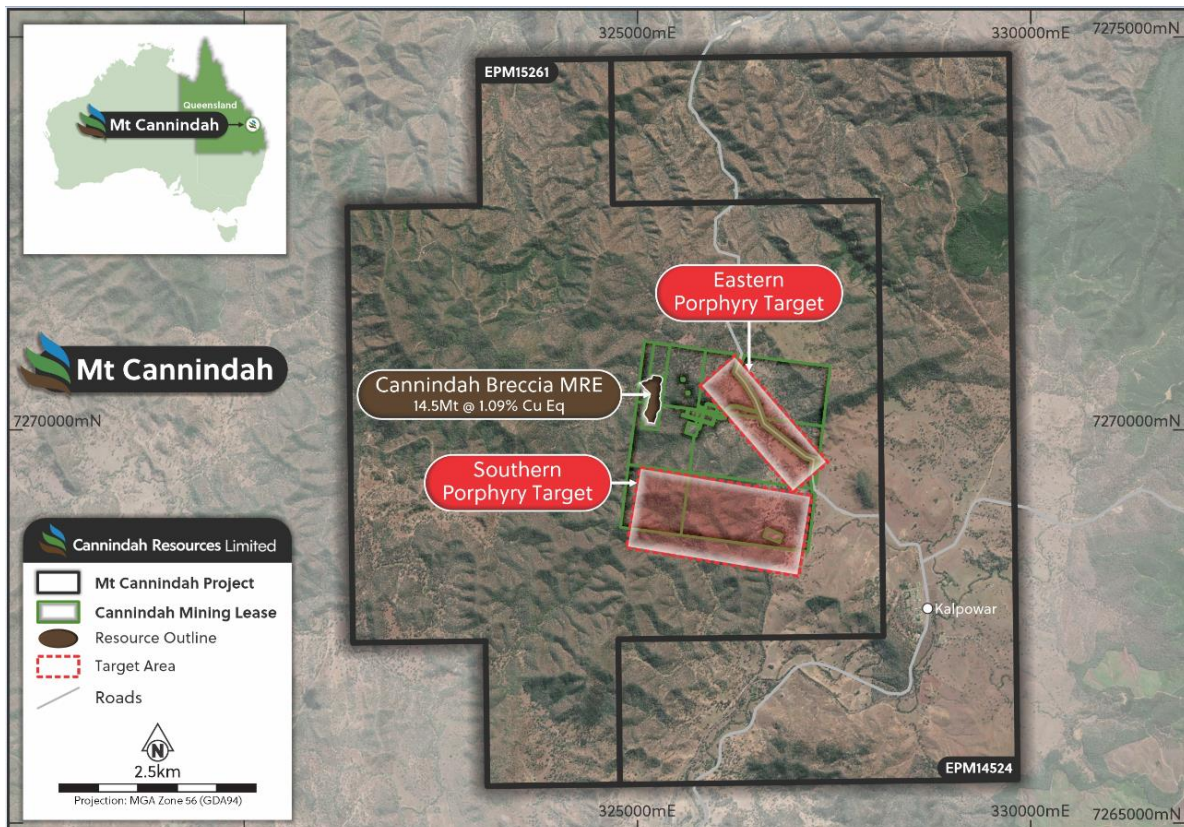 325000mE
330000mE
7275000mN
EPM15261
Queensland
Mt Cannindah
Eastern
Porphyry Target
Mt Cannindah
Cannindah Breccia MRE
14.5Mt @ 1.09% Cu Eq
7270000mN
7270000mN
Southern
Porphyry Target
Cannindah Resources Limited
Mt Cannindah Project
Cannindah Mining Lease
Resource Outline
Target Area
Roads
N
2.5km
Projection: MGA Zone 56 (GDA94)
Kalpowar
EPM14524
325000mE
330000mE
7265000mN